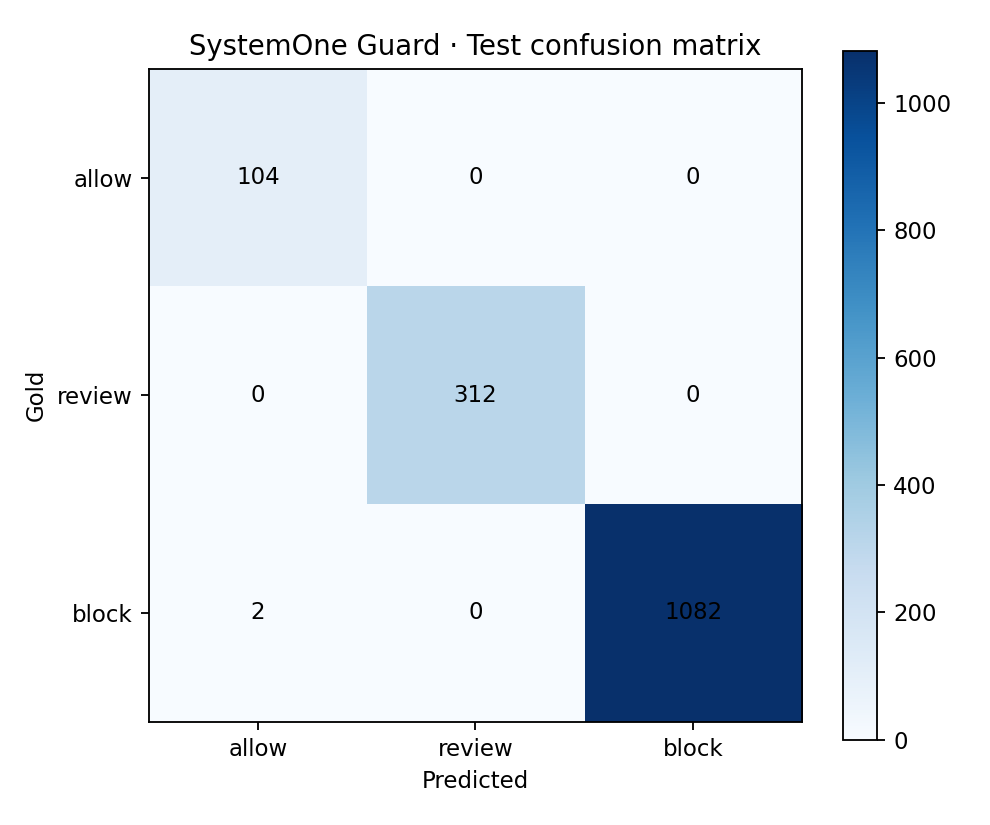 SystemOne Guard · Test confusion matrix
1000
800
600
400
200
0
allow
104
0
0
review
0
312
0
block
2
0
1082
Gold
allow
review
block
Predicted